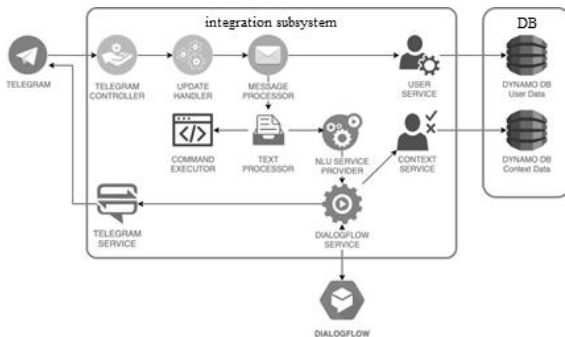 integration subsystem
DB
TELEGRAM
TELEGRAM
CONTROLLER
UPDATE
HANDLER
MESSAGE
PROCESSOR
USER
SERVICE
DYNAMO DB
User Data
COMMAND
EXECUTOR
TEXT
PROCESSOR
NLU SERVICE
PROVIDER
CONTEXT
SERVICE
DYNAMO DB
Context Data
TELEGRAM
SERVICE
DIALOGFLOW
SERVICE
DIALOGFLOW